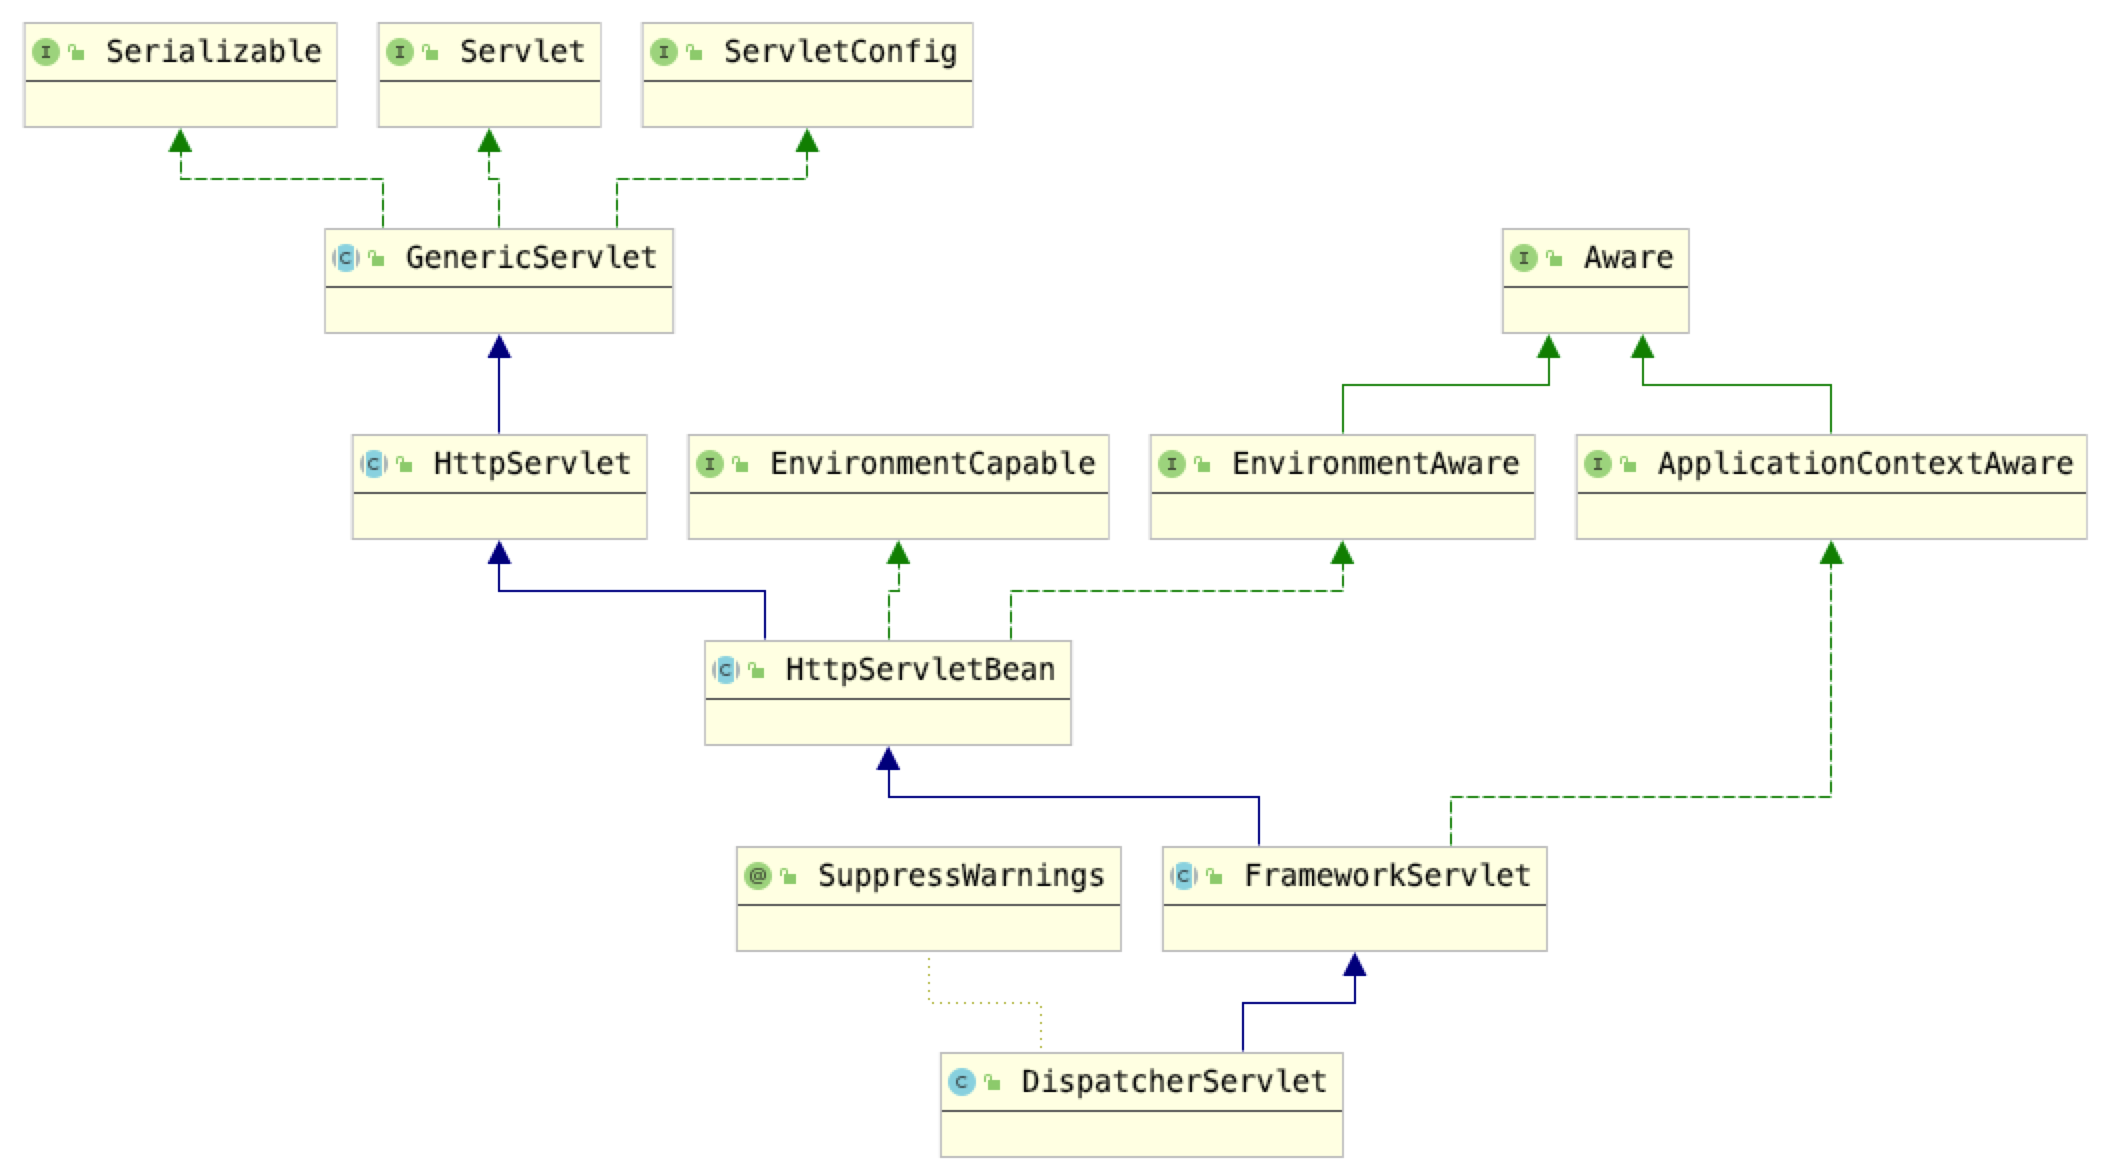 I Serializable
I Servlet
I ServletConfig
C GenericServlet
I Aware
C HttpServlet
I EnvironmentCapable
I EnvironmentAware
I ApplicationContextAware
C HttpServletBean
@ SuppressWarnings
C FrameworkServlet
C DispatcherServlet